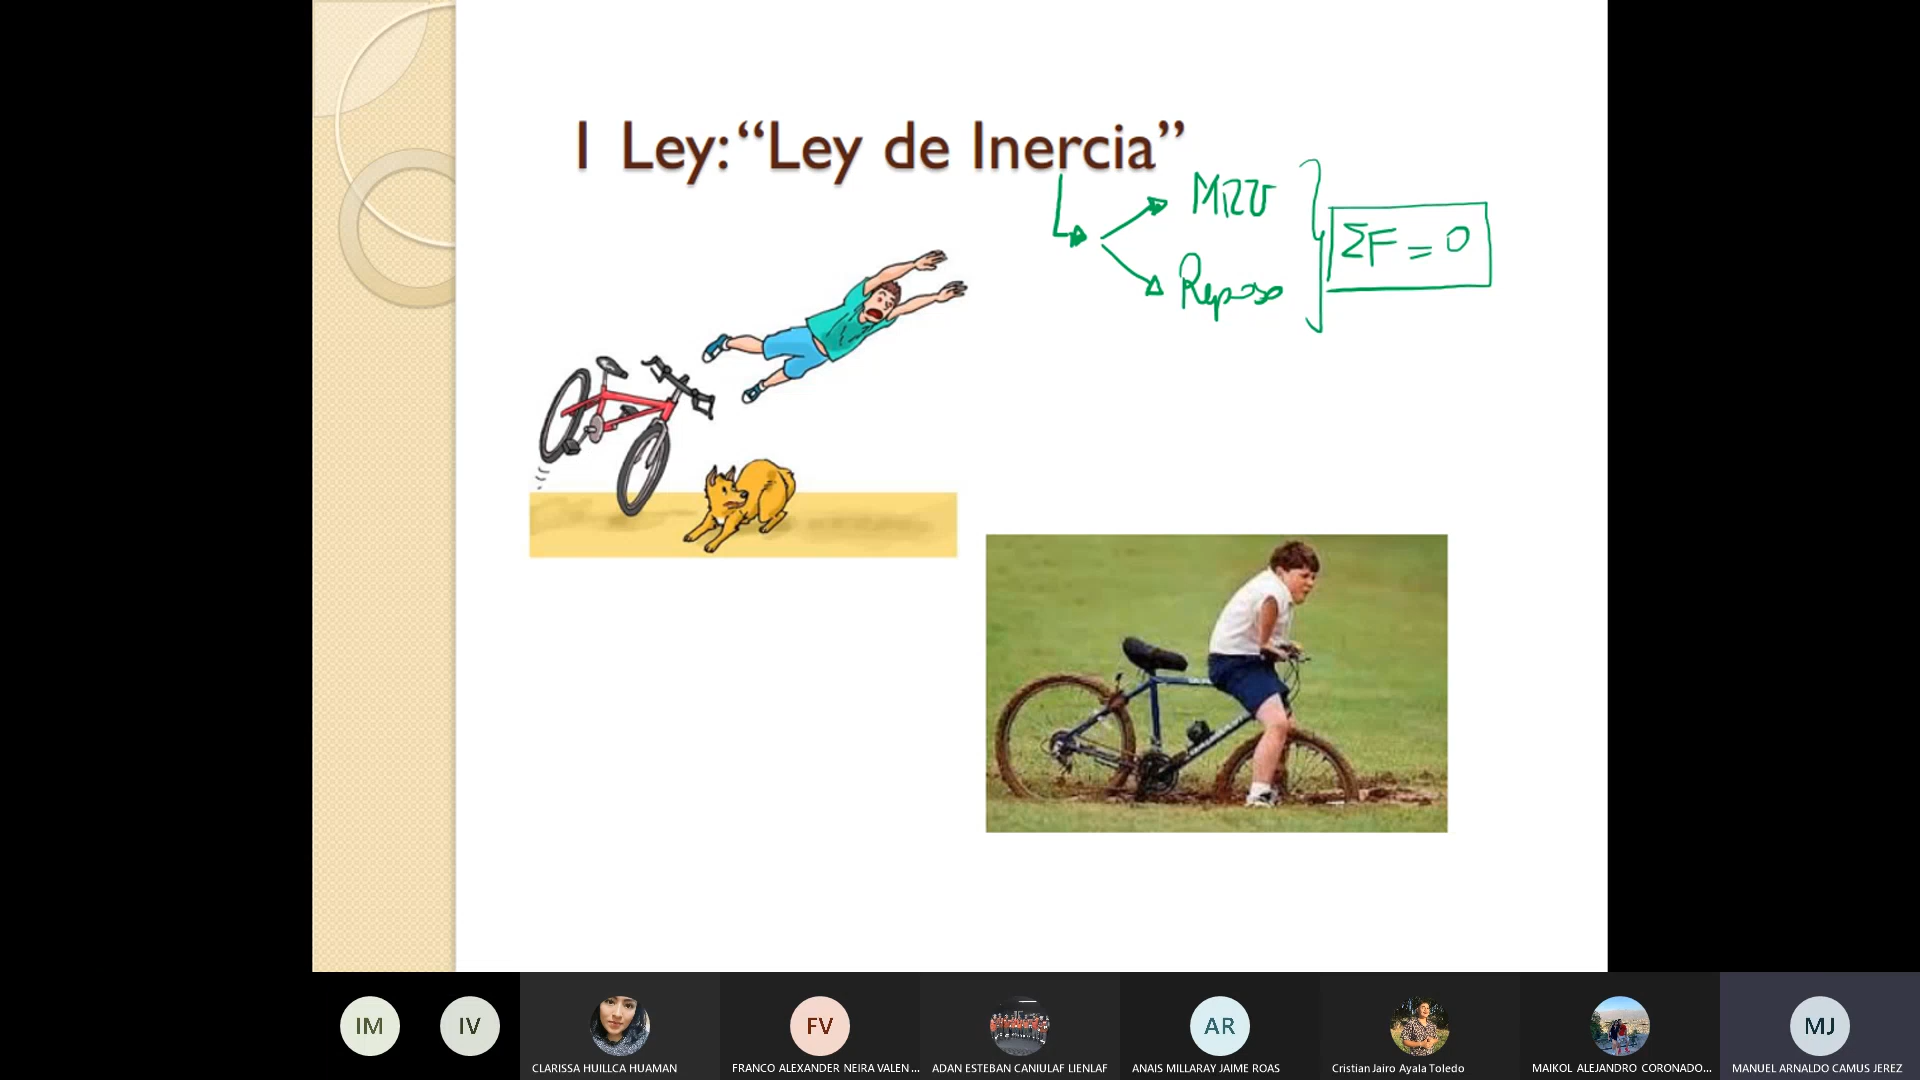 1 Ley: “Ley de Inercia”
MRU
Reposo
ΣF = 0
IM
IV
FV
AR
MJ
CLARISSA HUILLCA HUAMAN
FRANCO ALEXANDER NEIRA VALEN...
ADAN ESTEBAN CANIULAF LIENLAF
ANAIS MILLARAY JAIME ROAS
Cristian Jairo Ayala Toledo
MAIKOL ALEJANDRO CORONADO...
MANUEL ARNALDO CAMUS JEREZ